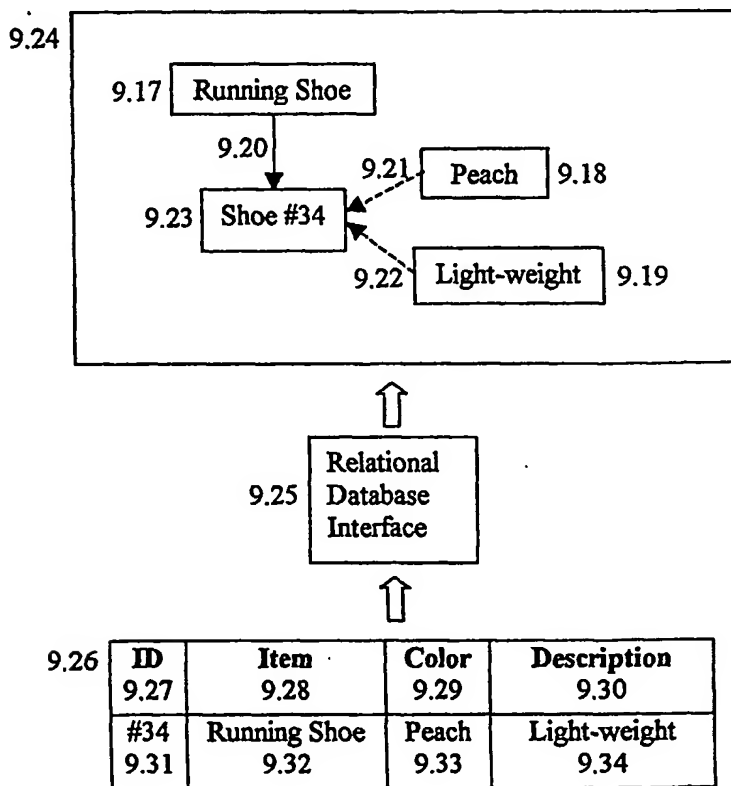 9.24
9.17 Running Shoe
9.20
9.21 Peach 9.18
9.23 Shoe #34
9.22 Light-weight 9.19
Relational
9.25 Database
Interface
9.26 ID Item Color Description
9.27 9.28 9.29 9.30
#34 Running Shoe Peach Light-weight
9.31 9.32 9.33 9.34